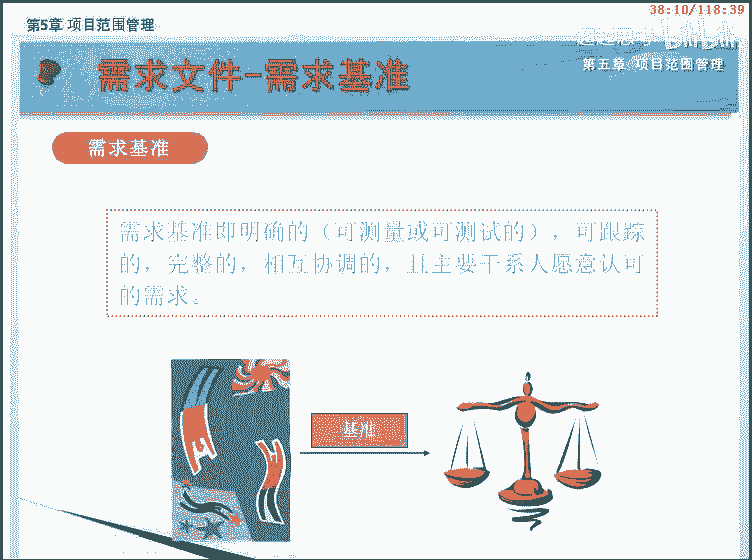 38:10/118:39
第5章 项目范围管理
需求文件-需求基准
第五章 项目范围管理
需求基准
需求基准即明确的（可测量或可测试的），可跟踪
的，完整的，相互协调的，且主要干系人愿意认可
的需求。
基准